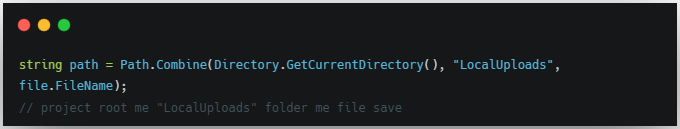 string path = Path.Combine(Directory.GetCurrentDirectory(), "LocalUploads",
file.FileName);
// project root me "LocalUploads" folder me file save